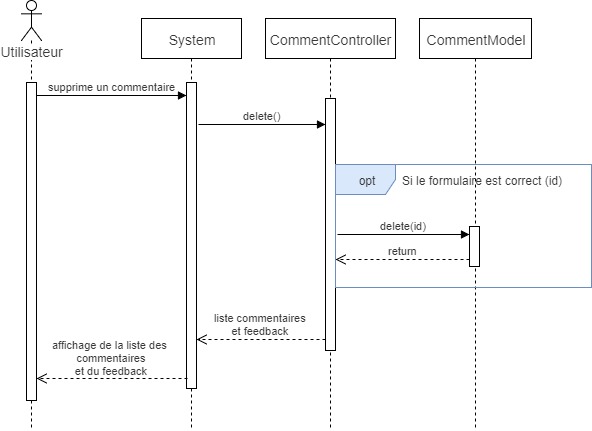 Utilisateur
System
CommentController
CommentModel
supprime un commentaire
delete()
opt
Si le formulaire est correct (id)
delete(id)
return
liste commentaires
et feedback
affichage de la liste des
commentaires
et du feedback